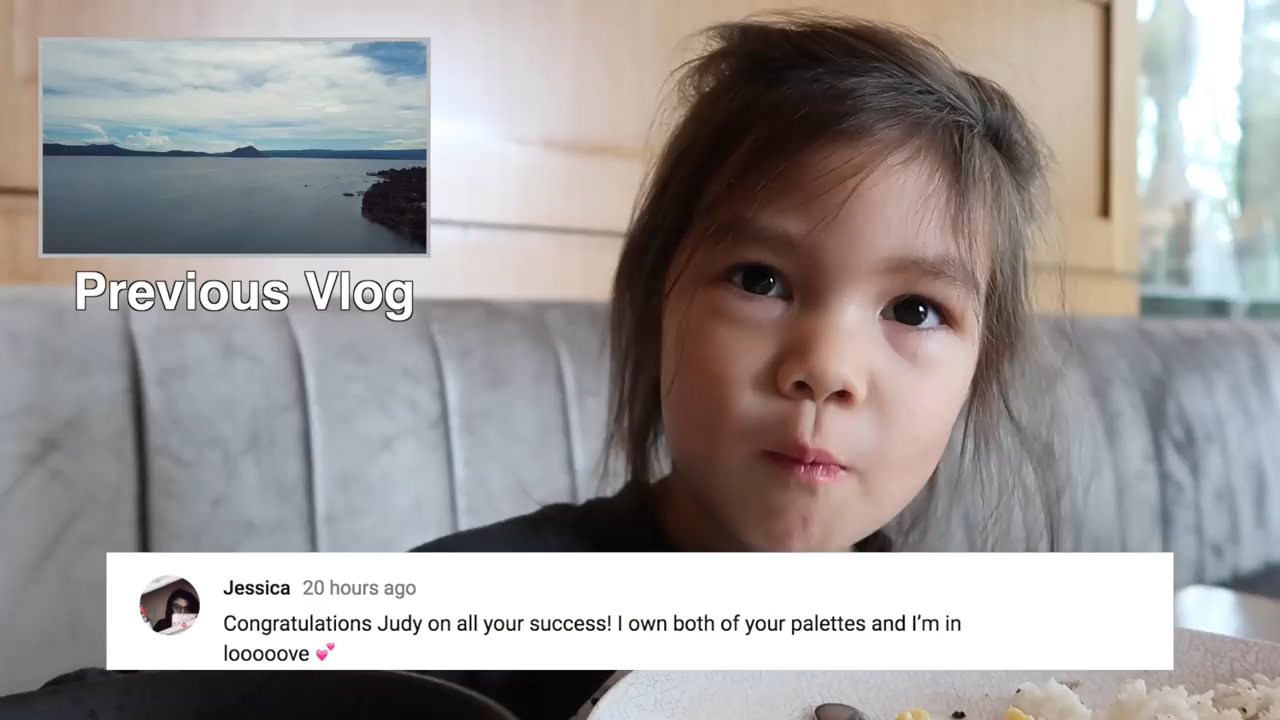 Previous Vlog
Jessica 20 hours ago
Congratulations Judy on all your success! I own both of your palettes and I’m in
looooove 💕